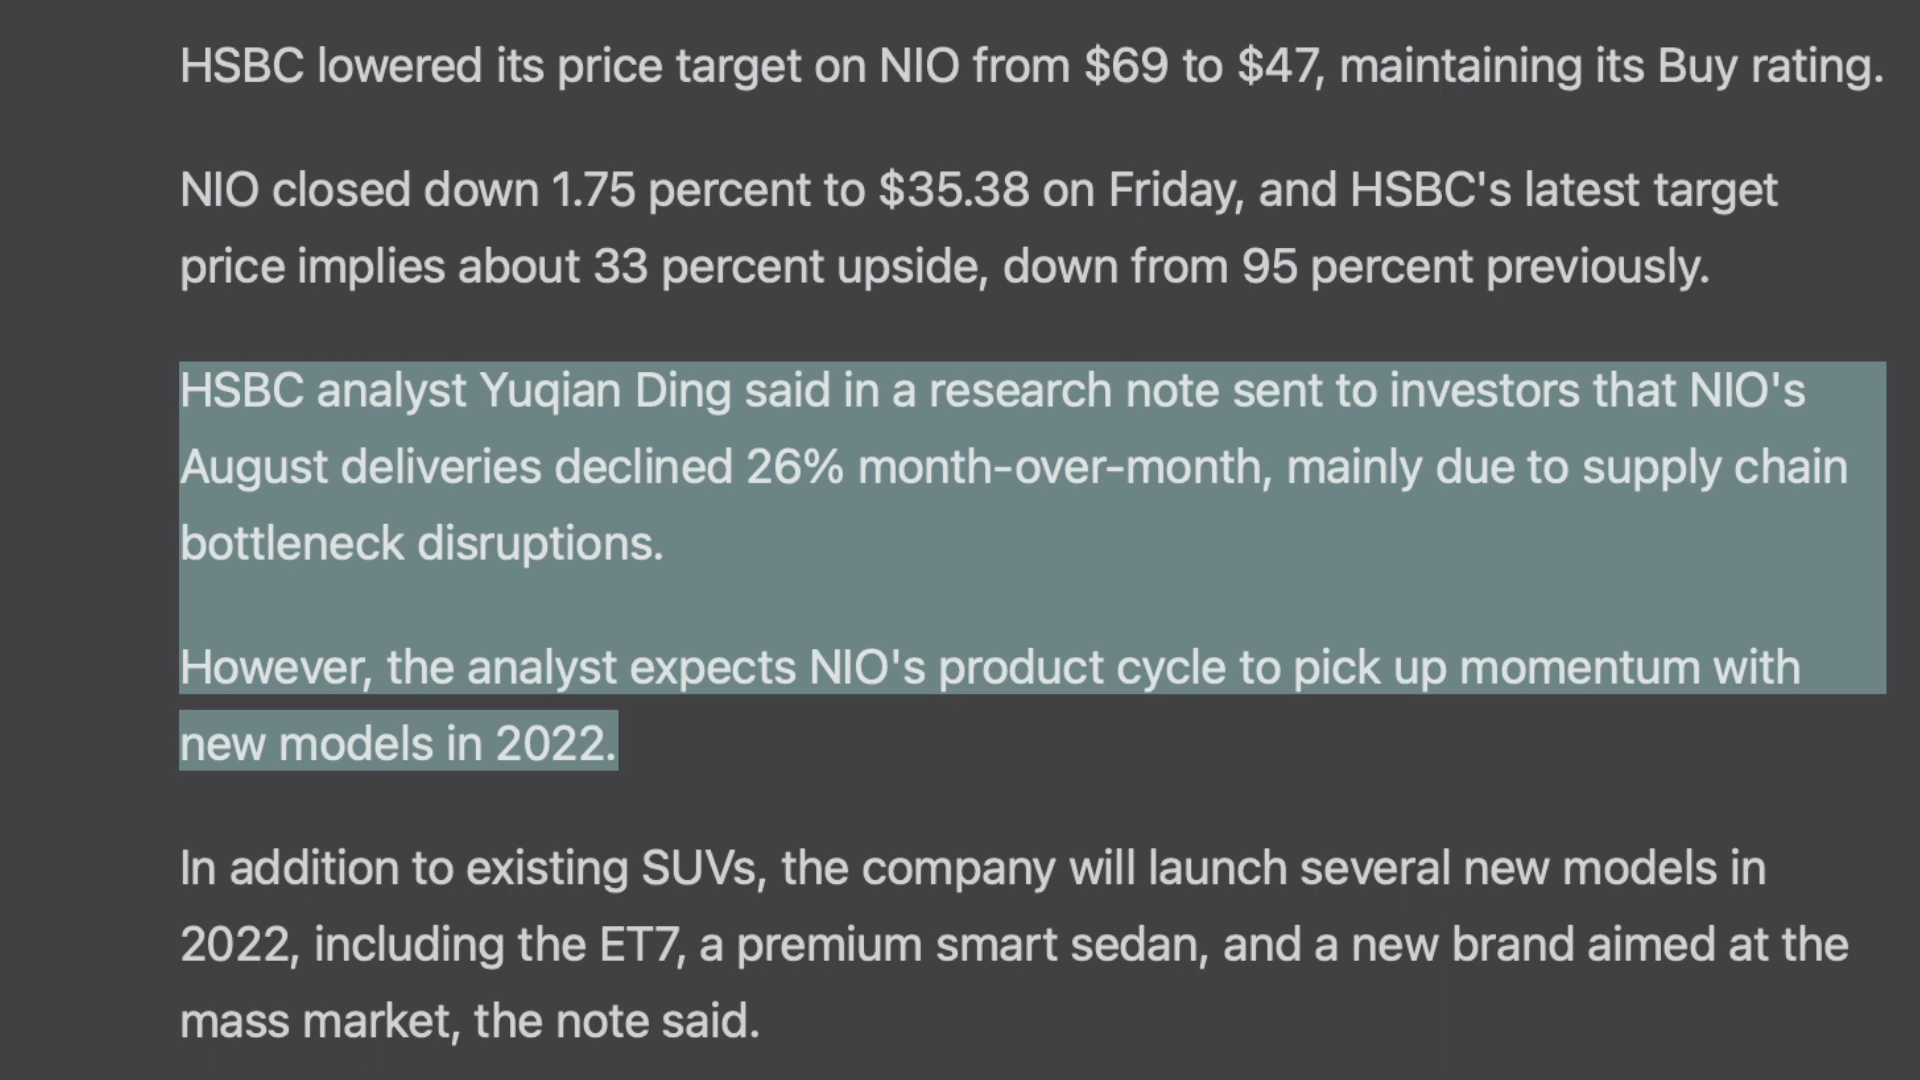 HSBC lowered its price target on NIO from $69 to $47, maintaining its Buy rating.
NIO closed down 1.75 percent to $35.38 on Friday, and HSBC's latest target
price implies about 33 percent upside, down from 95 percent previously.
HSBC analyst Yuqian Ding said in a research note sent to investors that NIO's
August deliveries declined 26% month-over-month, mainly due to supply chain
bottleneck disruptions.
However, the analyst expects NIO's product cycle to pick up momentum with
new models in 2022.
In addition to existing SUVs, the company will launch several new models in
2022, including the ET7, a premium smart sedan, and a new brand aimed at the
mass market, the note said.